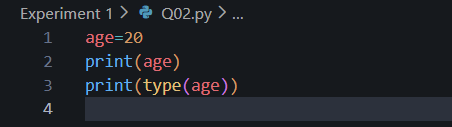 Experiment 1 > Q02.py > ...
1 age=20
2 print(age)
3 print(type(age))
4